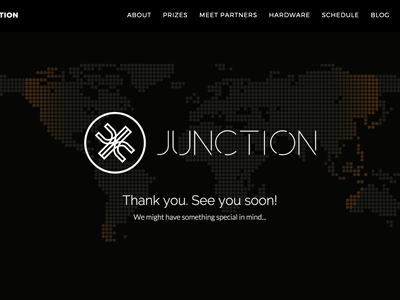 TION ABOUT PRIZES MEET PARTNERS HARDWARE SCHEDULE BLOG
JUNCTION
Thank you. See you soon!
We might have something special in mind...